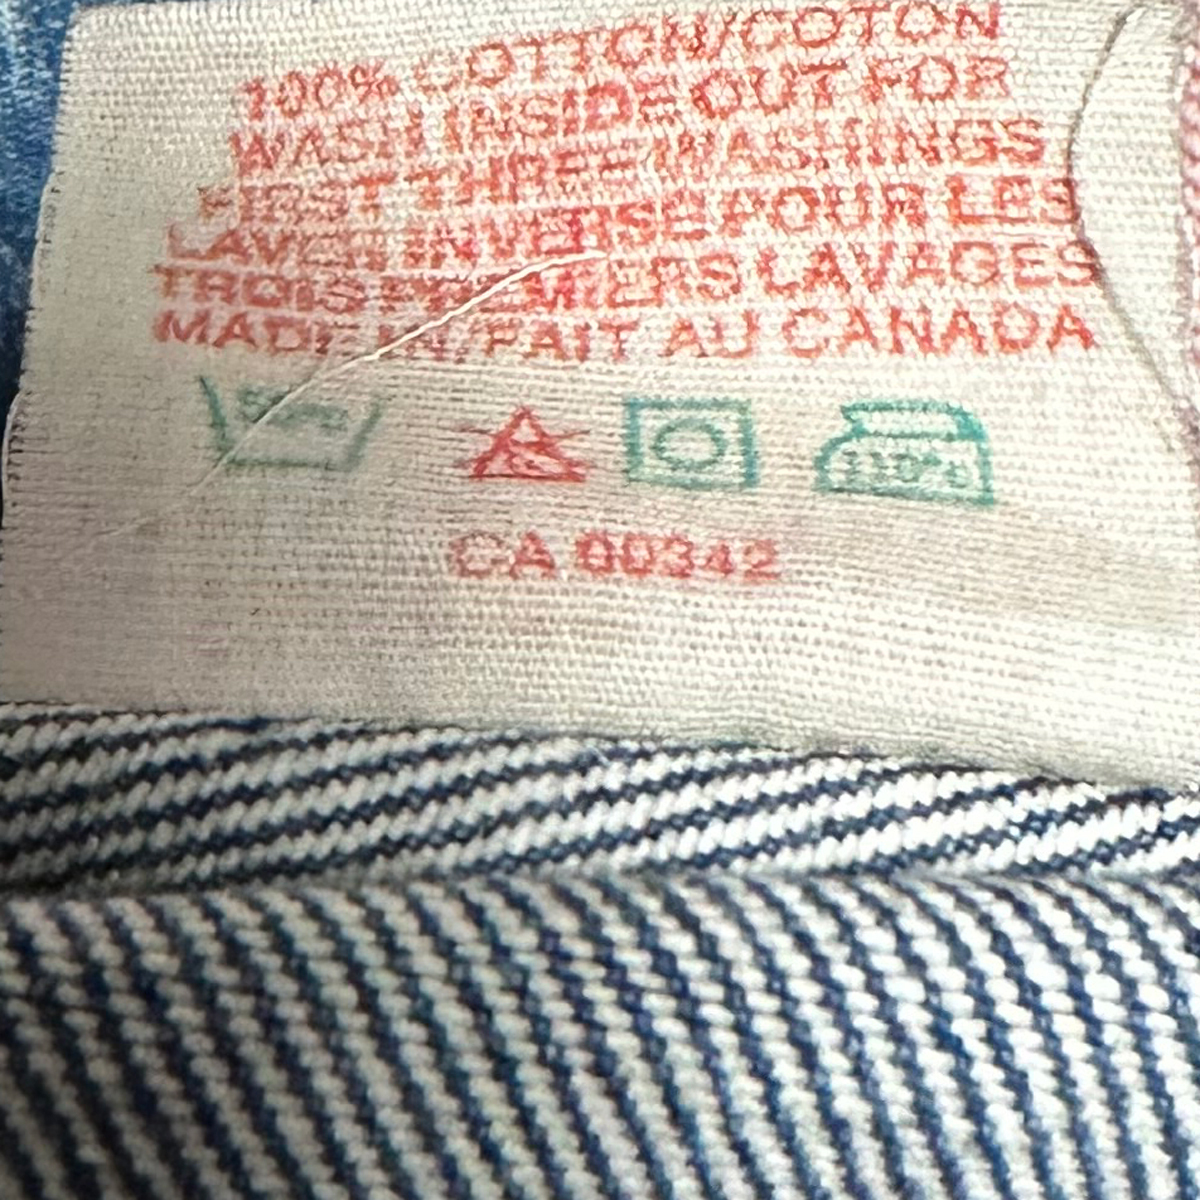 100% COTTON/COTON
WASH INSIDE OUT FOR
FIRST THREE WASHINGS
LAVER INVERSE POUR LES
TROIS PREMIERS LAVAGES
MADE IN/FAIT AU CANADA
50°C
110°C
CA 00342